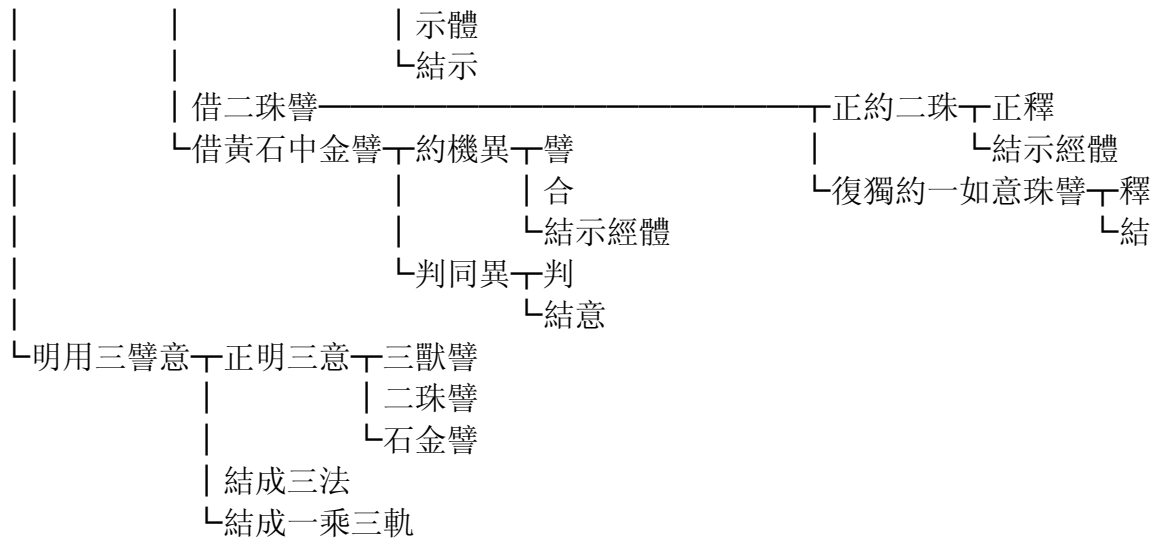 示體
結示
借二珠譬 正約二珠 正釋
借黃石中金譬 約機異 譬 結示經體
合 復獨約一如意珠譬 釋
結示經體 結
判同異 判
結意
明用三譬意 正明三意 三獸譬
二珠譬
石金譬
結成三法
結成一乘三軌